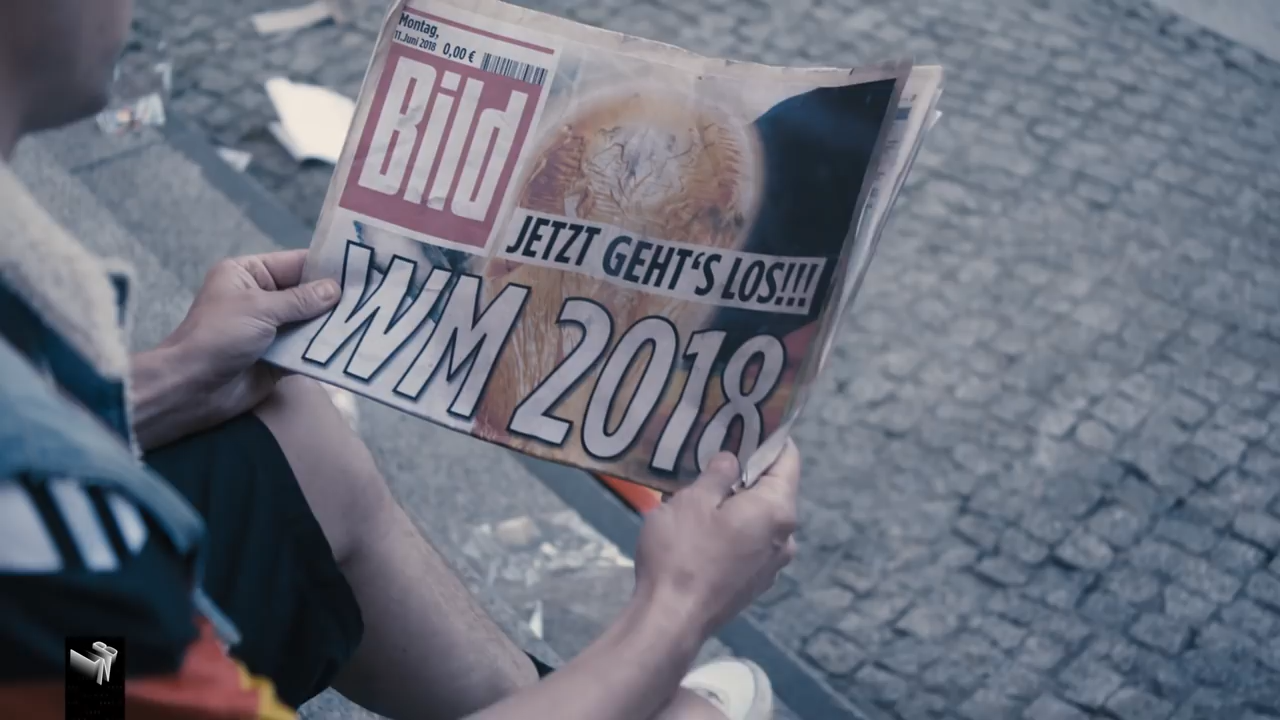 Montag,
11.Juni 2018 0,00 €
Bild
JETZT GEHT'S LOS!!!
WM 2018